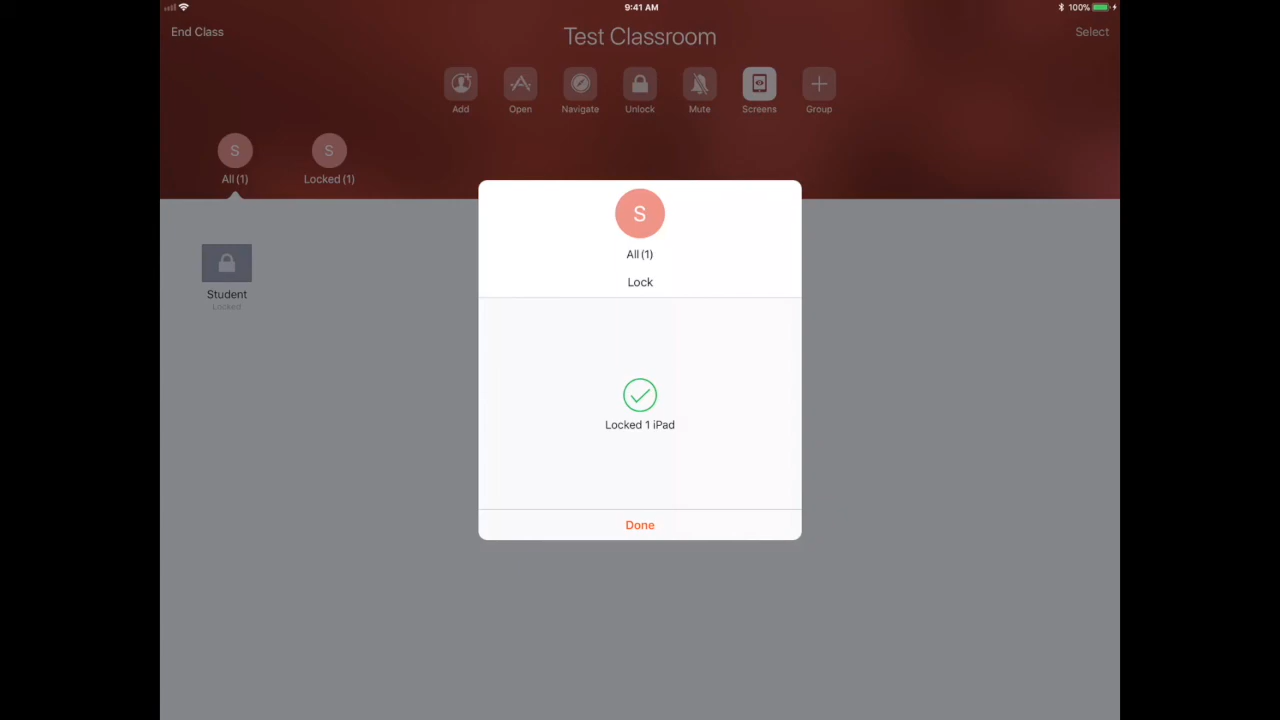 9:41 AM
100%
End Class
Test Classroom
Select
Add
Open
Navigate
Unlock
Mute
Screens
Group
S
All (1)
S
Locked (1)
Student
Locked
S
All (1)
Lock
Locked 1 iPad
Done